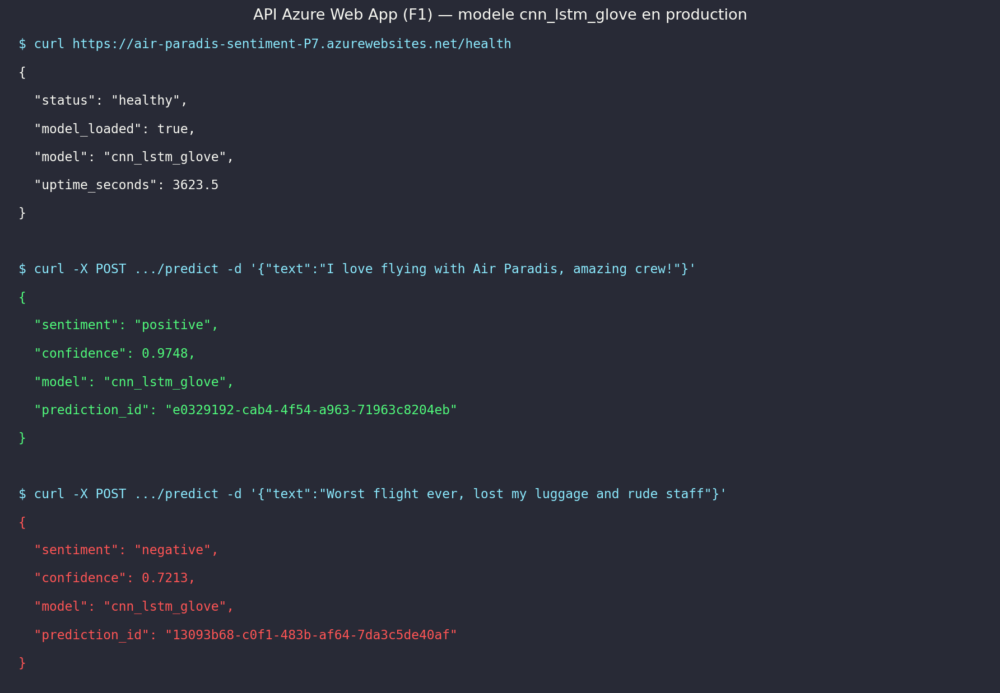 API Azure Web App (F1) — modele cnn_lstm_glove en production
$ curl https://air-paradis-sentiment-P7.azurewebsites.net/health
{
  "status": "healthy",
  "model_loaded": true,
  "model": "cnn_lstm_glove",
  "uptime_seconds": 3623.5
}
$ curl -X POST .../predict -d '{"text":"I love flying with Air Paradis, amazing crew!"}'
{
  "sentiment": "positive",
  "confidence": 0.9748,
  "model": "cnn_lstm_glove",
  "prediction_id": "e0329192-cab4-4f54-a963-71963c8204eb"
}
$ curl -X POST .../predict -d '{"text":"Worst flight ever, lost my luggage and rude staff"}'
{
  "sentiment": "negative",
  "confidence": 0.7213,
  "model": "cnn_lstm_glove",
  "prediction_id": "13093b68-c0f1-483b-af64-7da3c5de40af"
}